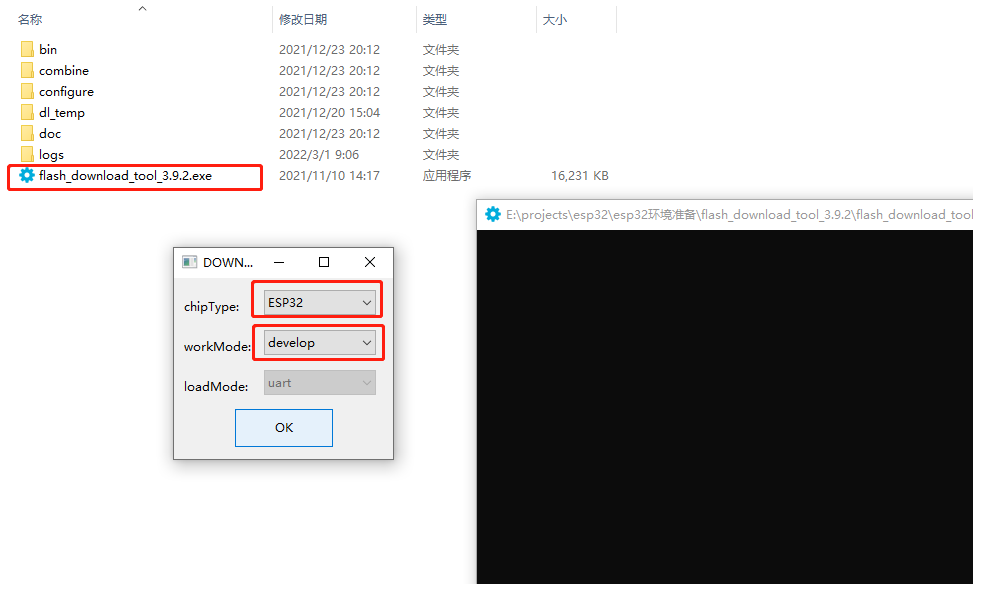 名称 修改日期 类型 大小
bin 2021/12/23 20:12 文件夹
combine 2021/12/23 20:12 文件夹
configure 2021/12/23 20:12 文件夹
dl_temp 2021/12/20 15:04 文件夹
doc 2021/12/23 20:12 文件夹
logs 2022/3/1 9:06 文件夹
flash_download_tool_3.9.2.exe 2021/11/10 14:17 应用程序 16,231 KB
E:\projects\esp32\esp32环境准备\flash_download_tool_3.9.2\flash_download_tool
DOWN...
chipType: ESP32
workMode: develop
loadMode: uart
OK